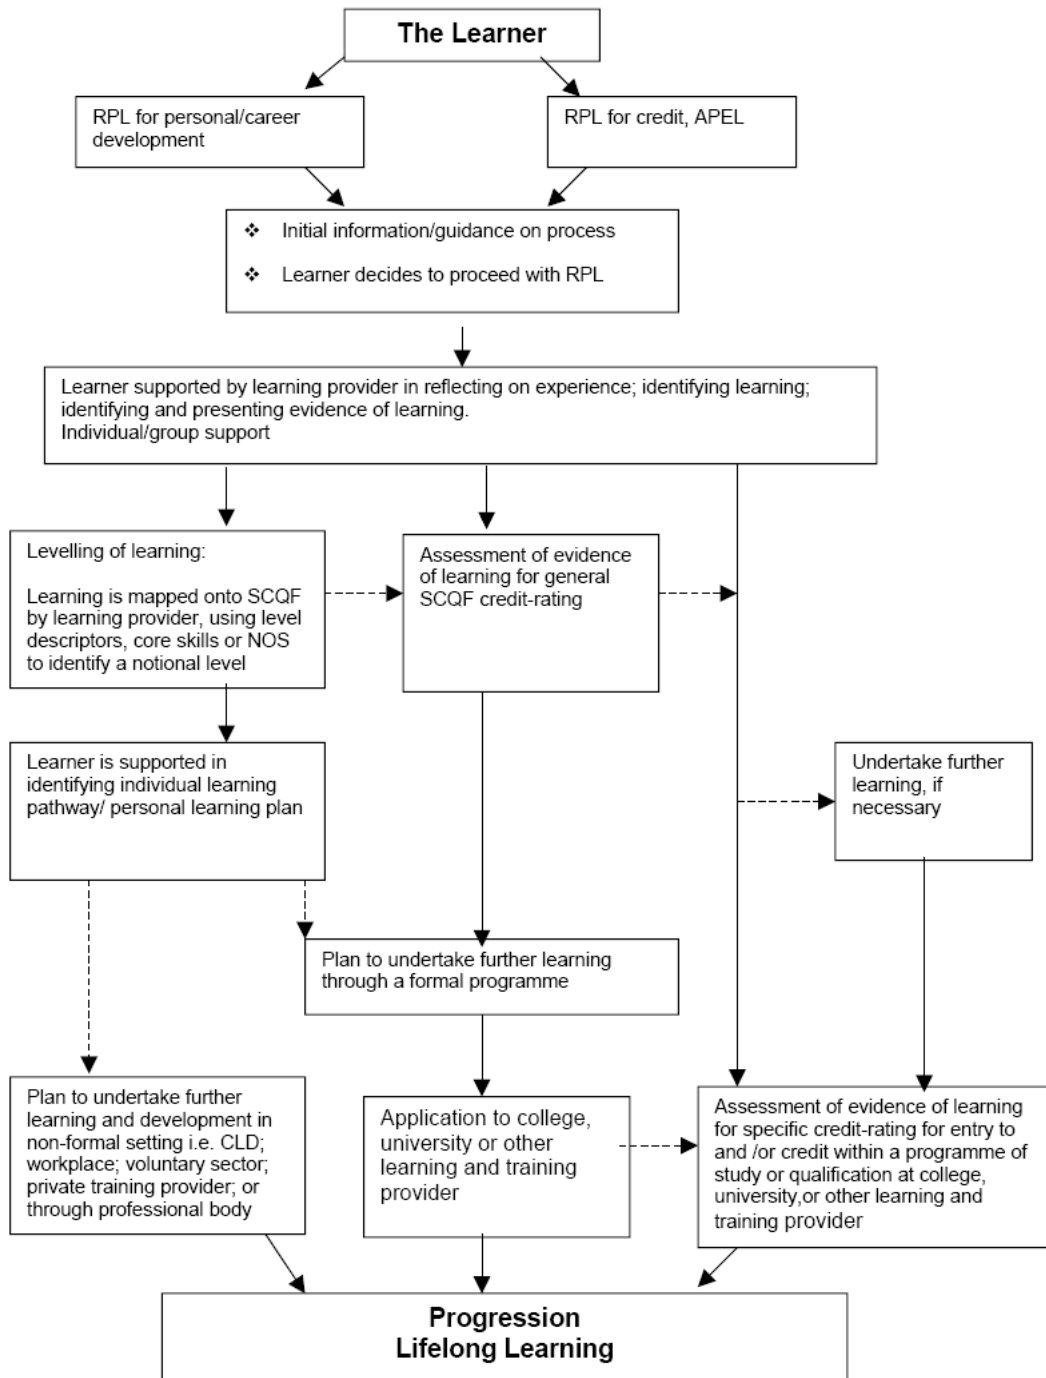 The Learner
RPL for personal/career
development
RPL for credit, APEL
❖ Initial information/guidance on process
❖ Learner decides to proceed with RPL
Learner supported by learning provider in reflecting on experience; identifying learning;
identifying and presenting evidence of learning.
Individual/group support
Levelling of learning:
Learning is mapped onto SCQF
by learning provider, using level
descriptors, core skills or NOS
to identify a notional level
Assessment of evidence
of learning for general
SCQF credit-rating
Learner is supported in
identifying individual learning
pathway/ personal learning plan
Undertake further
learning, if
necessary
Plan to undertake further learning
through a formal programme
Plan to undertake further
learning and development in
non-formal setting i.e. CLD;
workplace; voluntary sector;
private training provider; or
through professional body
Application to college,
university or other
learning and training
provider
Assessment of evidence of learning
for specific credit-rating for entry to
and /or credit within a programme of
study or qualification at college,
university,or other learning and
training provider
Progression
Lifelong Learning